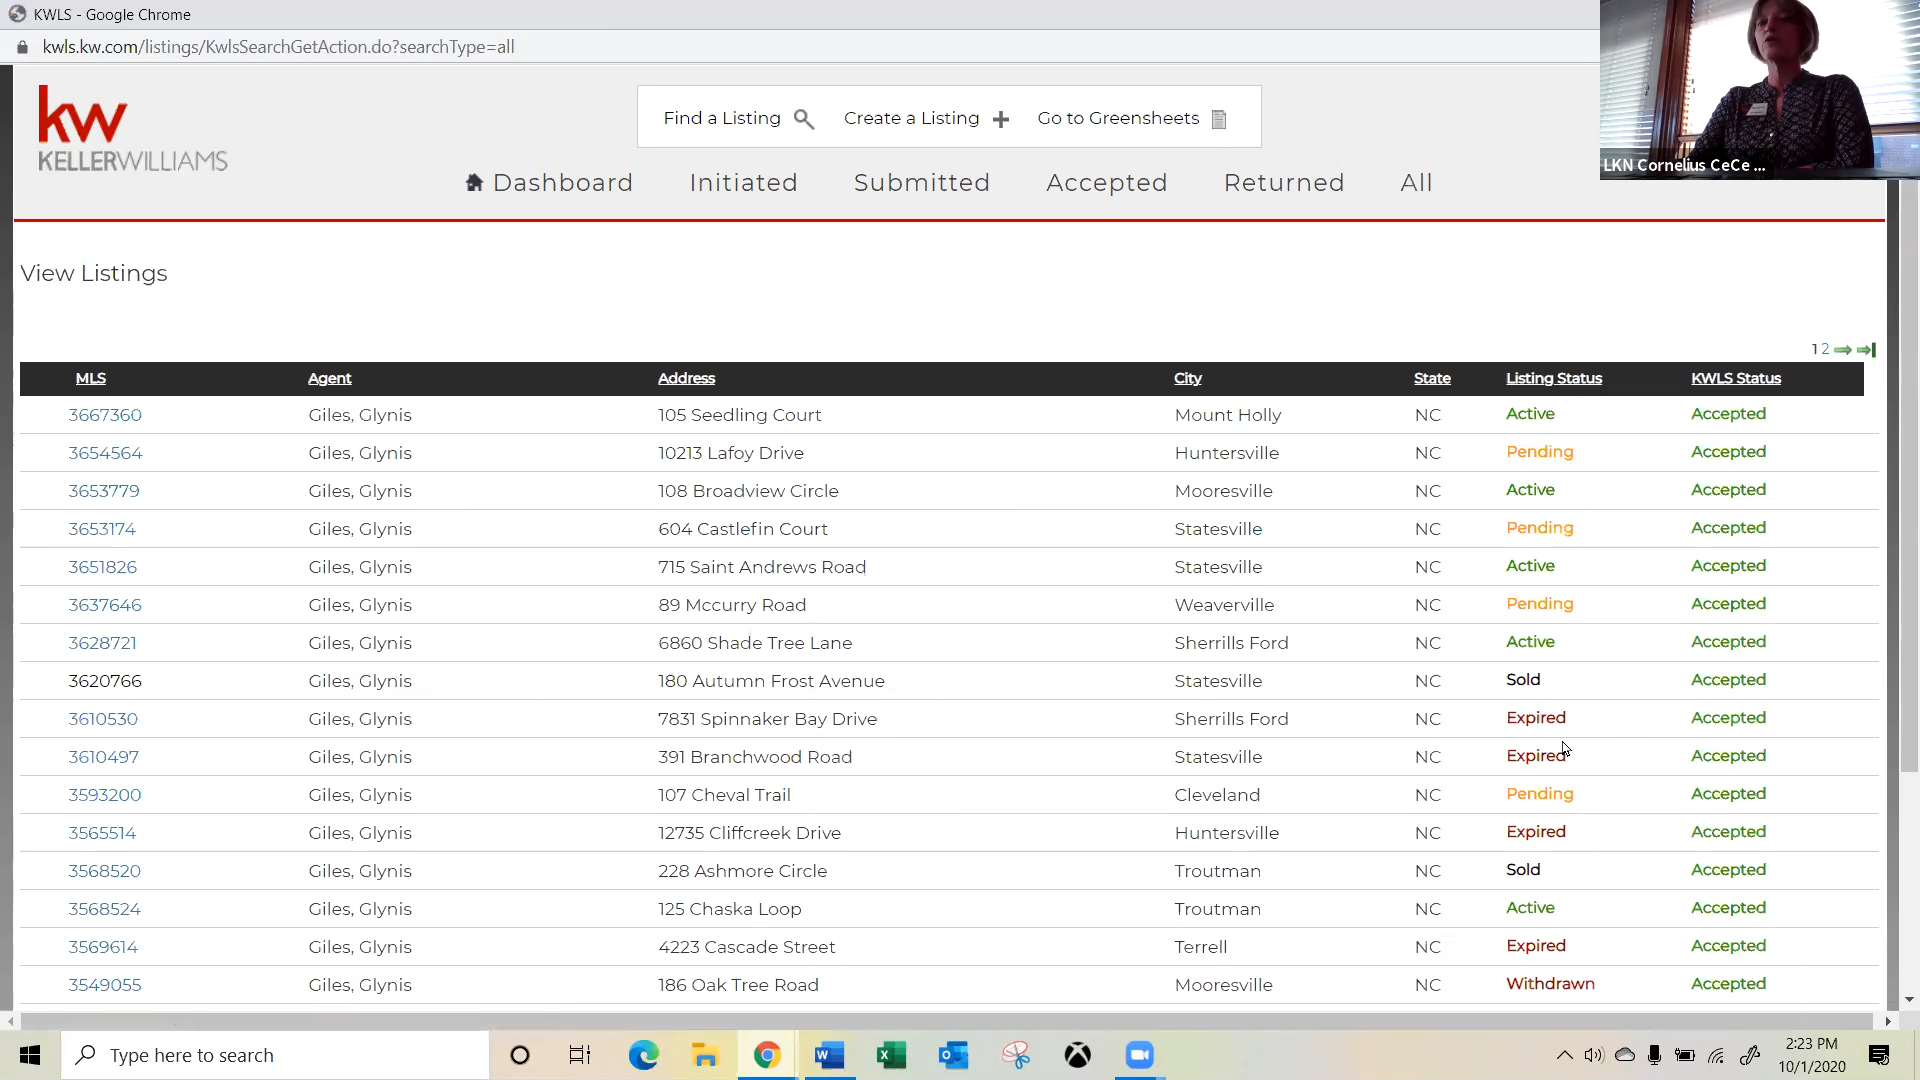 KWLS - Google Chrome
kwls.kw.com/listings/KwlsSearchGetAction.do?searchType=all
kw
KELLERWILLIAMS
Find a Listing Create a Listing Go to Greensheets
Dashboard Initiated Submitted Accepted Returned All
LKN Cornelius CeCe ...
View Listings
1 2
MLS Agent Address City State Listing Status KWLS Status
3667360 Giles, Glynis 105 Seedling Court Mount Holly NC Active Accepted
3654564 Giles, Glynis 10213 Lafoy Drive Huntersville NC Pending Accepted
3653779 Giles, Glynis 108 Broadview Circle Mooresville NC Active Accepted
3653174 Giles, Glynis 604 Castlefin Court Statesville NC Pending Accepted
3651826 Giles, Glynis 715 Saint Andrews Road Statesville NC Active Accepted
3637646 Giles, Glynis 89 Mccurry Road Weaverville NC Pending Accepted
3628721 Giles, Glynis 6860 Shade Tree Lane Sherrills Ford NC Active Accepted
3620766 Giles, Glynis 180 Autumn Frost Avenue Statesville NC Sold Accepted
3610530 Giles, Glynis 7831 Spinnaker Bay Drive Sherrills Ford NC Expired Accepted
3610497 Giles, Glynis 391 Branchwood Road Statesville NC Expired Accepted
3593200 Giles, Glynis 107 Cheval Trail Cleveland NC Pending Accepted
3565514 Giles, Glynis 12735 Cliffcreek Drive Huntersville NC Expired Accepted
3568520 Giles, Glynis 228 Ashmore Circle Troutman NC Sold Accepted
3568524 Giles, Glynis 125 Chaska Loop Troutman NC Active Accepted
3569614 Giles, Glynis 4223 Cascade Street Terrell NC Expired Accepted
3549055 Giles, Glynis 186 Oak Tree Road Mooresville NC Withdrawn Accepted
Type here to search
2:23 PM
10/1/2020